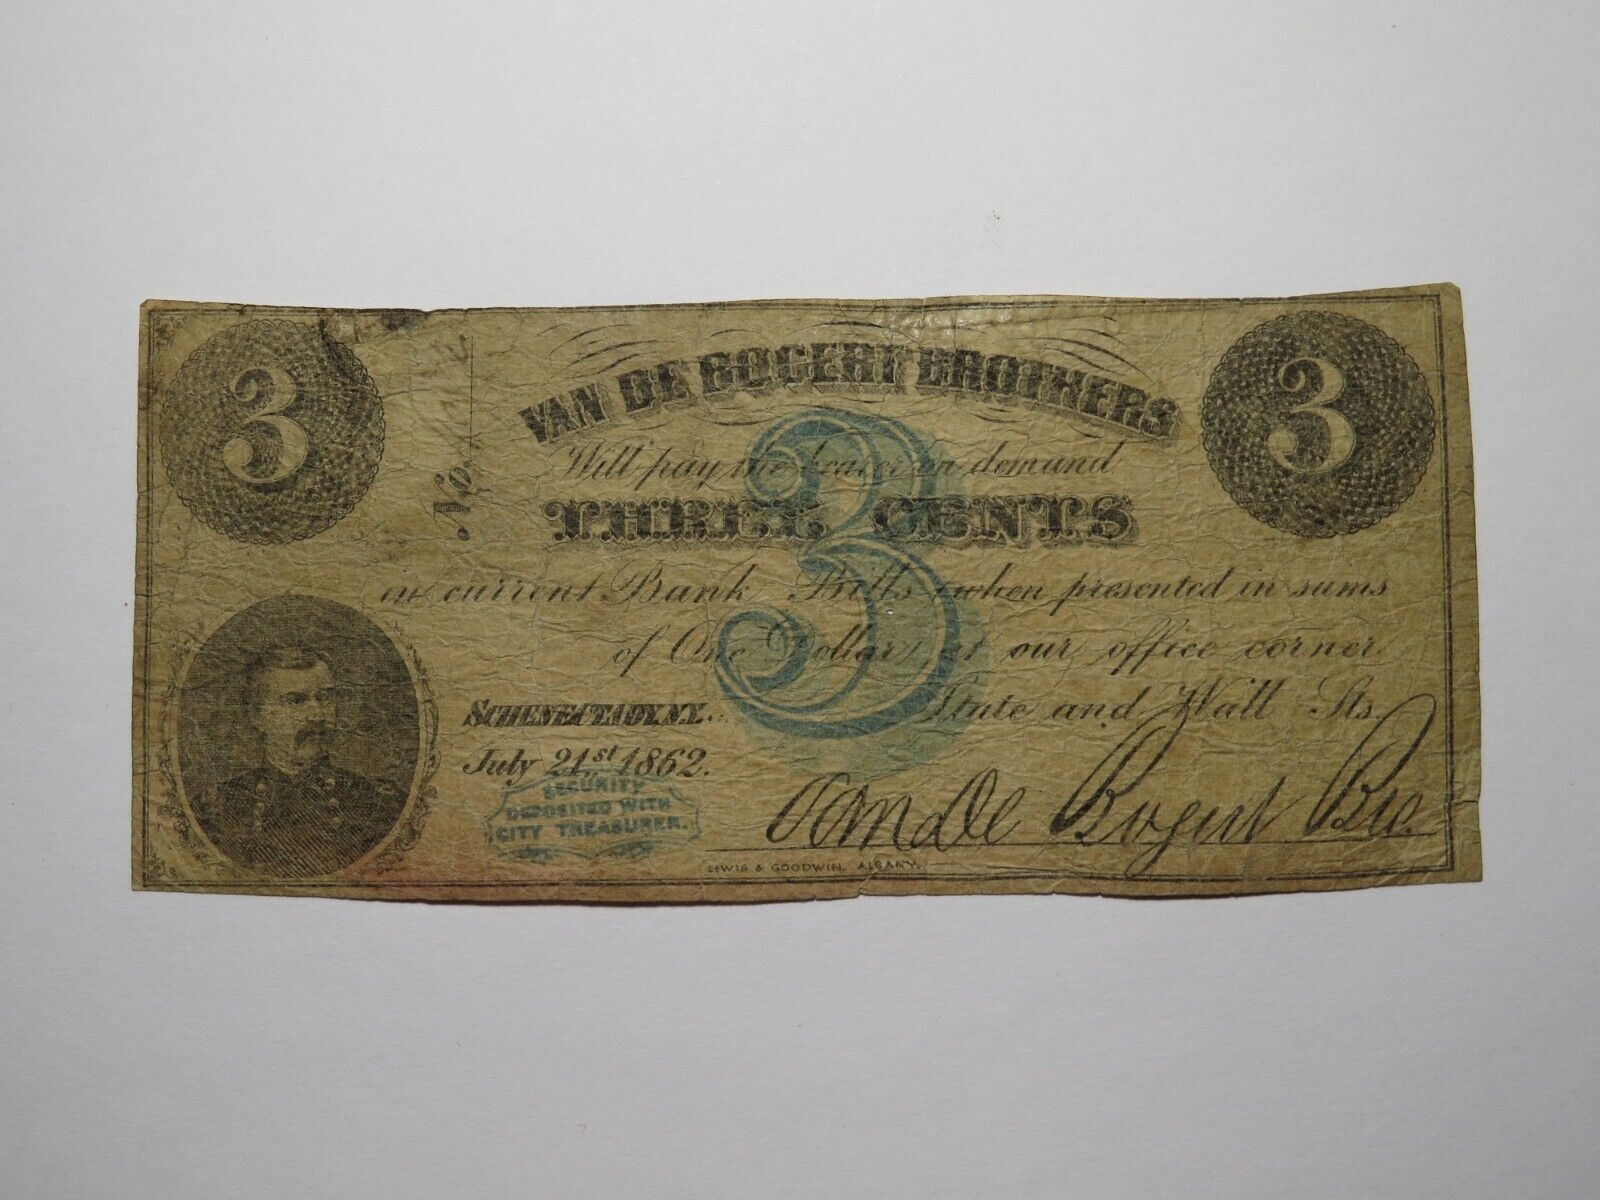 3
3
No
VAN DE BOGERT BROTHERS
Will pay the bearer on demand
THREE CENTS
3
in current Bank Bills when presented in sums
of One Dollar, at our office corner
SCHENECTADY N.Y. State and Wall Sts.
July 21st 1862.
SECURITY
DEPOSITED WITH
CITY TREASURER.
Van De Bogert Bro.
LEWIS & GOODWIN, ALBANY.